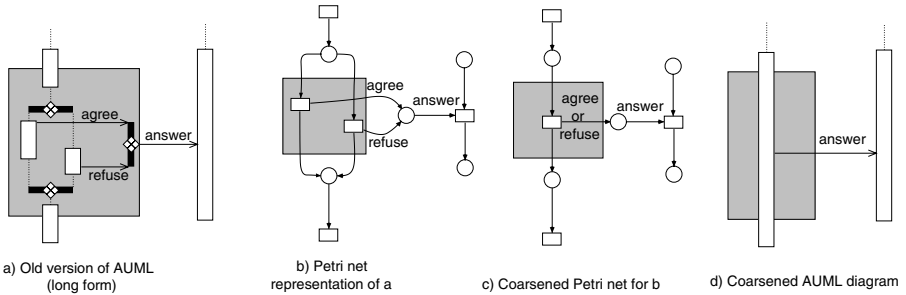 agree
answer
refuse
agree
answer
refuse
agree
or
refuse
answer
answer
a) Old version of AUML
(long form)
b) Petri net
representation of a
c) Coarsened Petri net for b
d) Coarsened AUML diagram